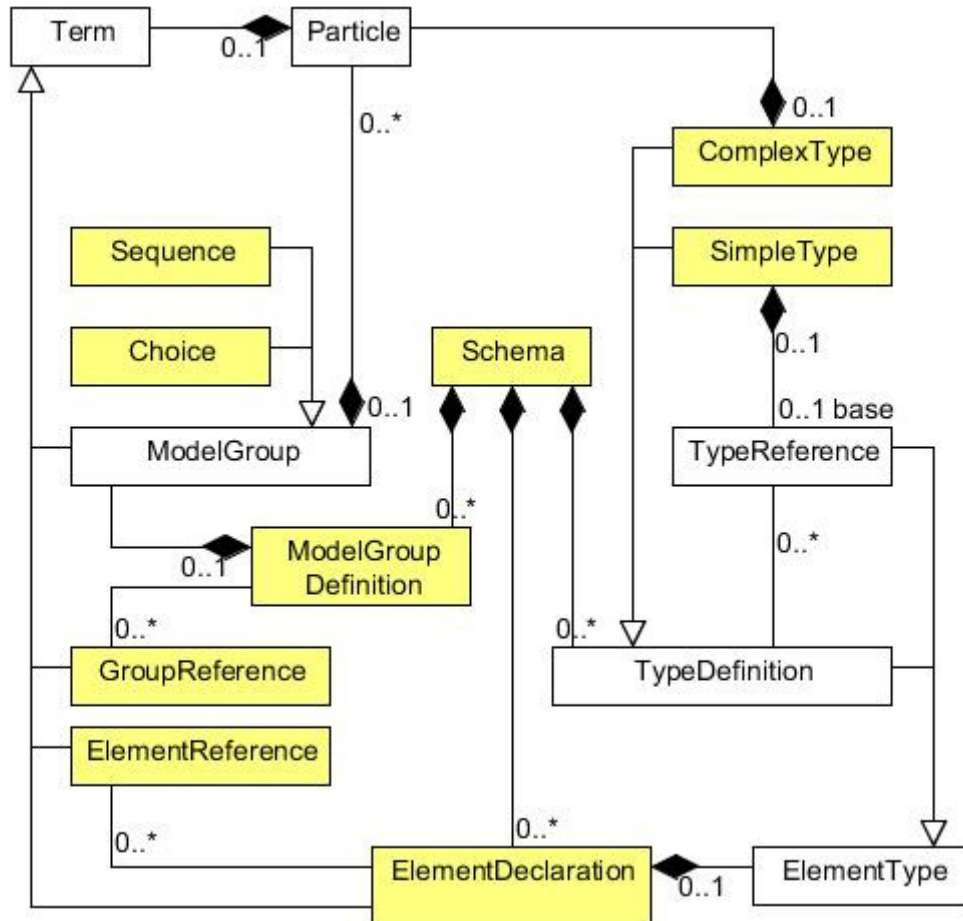 Term
Particle
0..1
0..1
0..*
ComplexType
Sequence
SimpleType
Choice
Schema
0..1
0..1
0..1 base
ModelGroup
TypeReference
0..*
0..1
ModelGroup
Definition
0..*
0..*
0..*
GroupReference
TypeDefinition
ElementReference
0..*
0..*
ElementDeclaration
0..1
ElementType